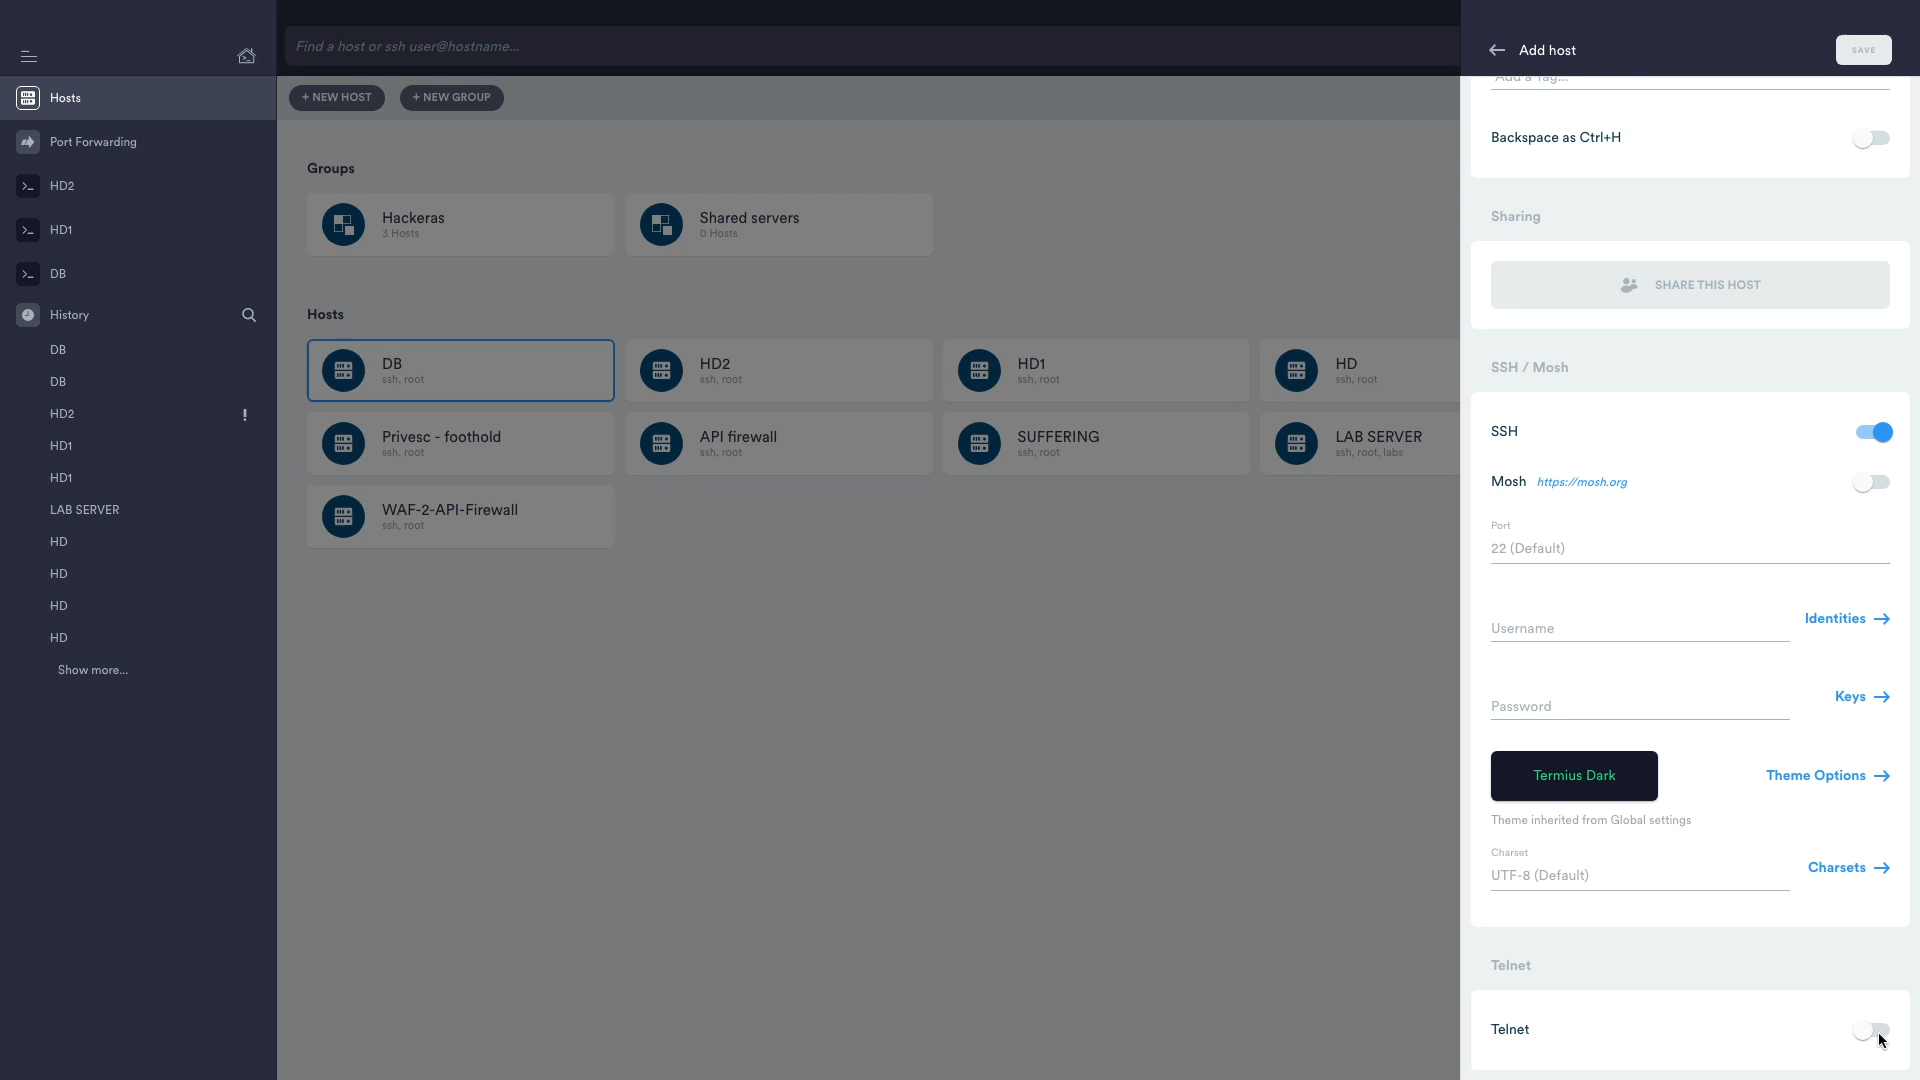 Find a host or ssh user@hostname...
Add host
SAVE
Hosts
Port Forwarding
HD2
HD1
DB
History
DB
DB
HD2
HD1
HD1
LAB SERVER
HD
HD
HD
HD
Show more...
+ NEW HOST
+ NEW GROUP
Groups
Hackeras
3 Hosts
Shared servers
0 Hosts
Hosts
DB
ssh, root
HD2
ssh, root
HD1
ssh, root
HD
ssh, root
Privesc - foothold
ssh, root
API firewall
ssh, root
SUFFERING
ssh, root
LAB SERVER
ssh, root, labs
WAF-2-API-Firewall
ssh, root
Add a Tag...
Backspace as Ctrl+H
Sharing
SHARE THIS HOST
SSH / Mosh
SSH
Mosh https://mosh.org
Port
22 (Default)
Username
Identities
Password
Keys
Termius Dark
Theme Options
Theme inherited from Global settings
Charset
UTF-8 (Default)
Charsets
Telnet
Telnet